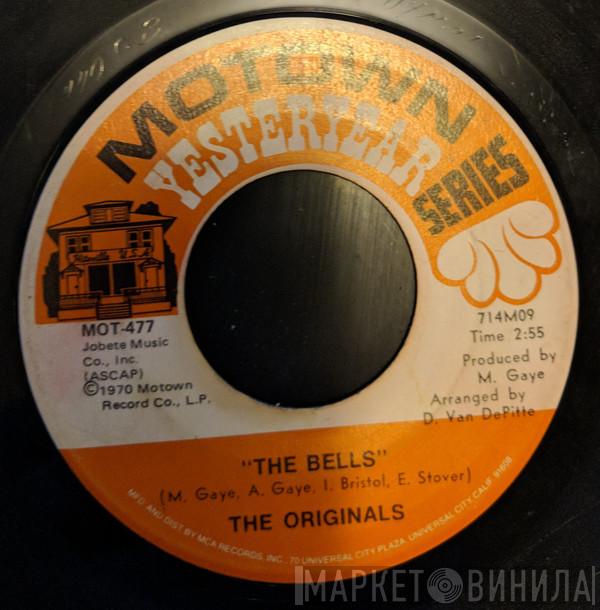 MOTOWN
YESTERYEAR
SERIES
Hitsville U.S.A.
MOT-477
Jobete Music
Co., Inc.
(ASCAP)
©1970 Motown
Record Co., L.P.
714M09
Time 2:55
Produced by
M. Gaye
Arranged by
D. Van DePitte
"THE BELLS"
(M. Gaye, A. Gaye, I. Bristol, E. Stover)
THE ORIGINALS
MFD. AND DIST. BY MCA RECORDS, INC., 70 UNIVERSAL CITY PLAZA, UNIVERSAL CITY, CALIF. 91608
МАРКЕТ ВИНИЛА